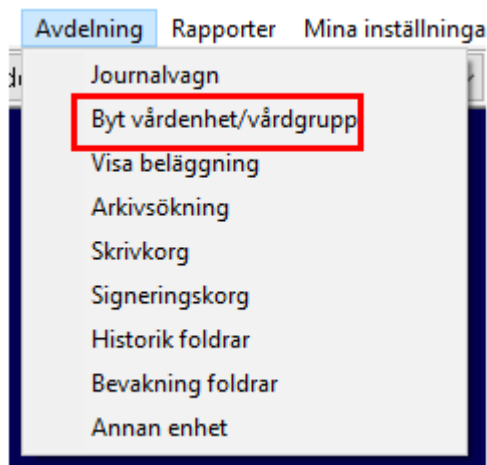 Avdelning Rapporter Mina inställninga
Journalvagn
Byt vårdenhet/vårdgrupp
Visa beläggning
Arkivsökning
Skrivkorg
Signeringskorg
Historik foldrar
Bevakning foldrar
Annan enhet